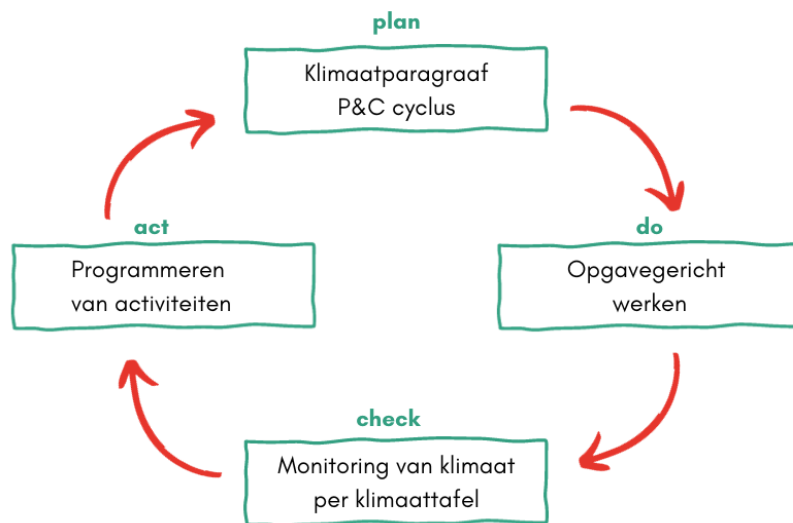 plan
Klimaatparagraaf
P&C cyclus
act
do
Programmeren
van activiteiten
Opgavegericht
werken
check
Monitoring van klimaat
per klimaattafel